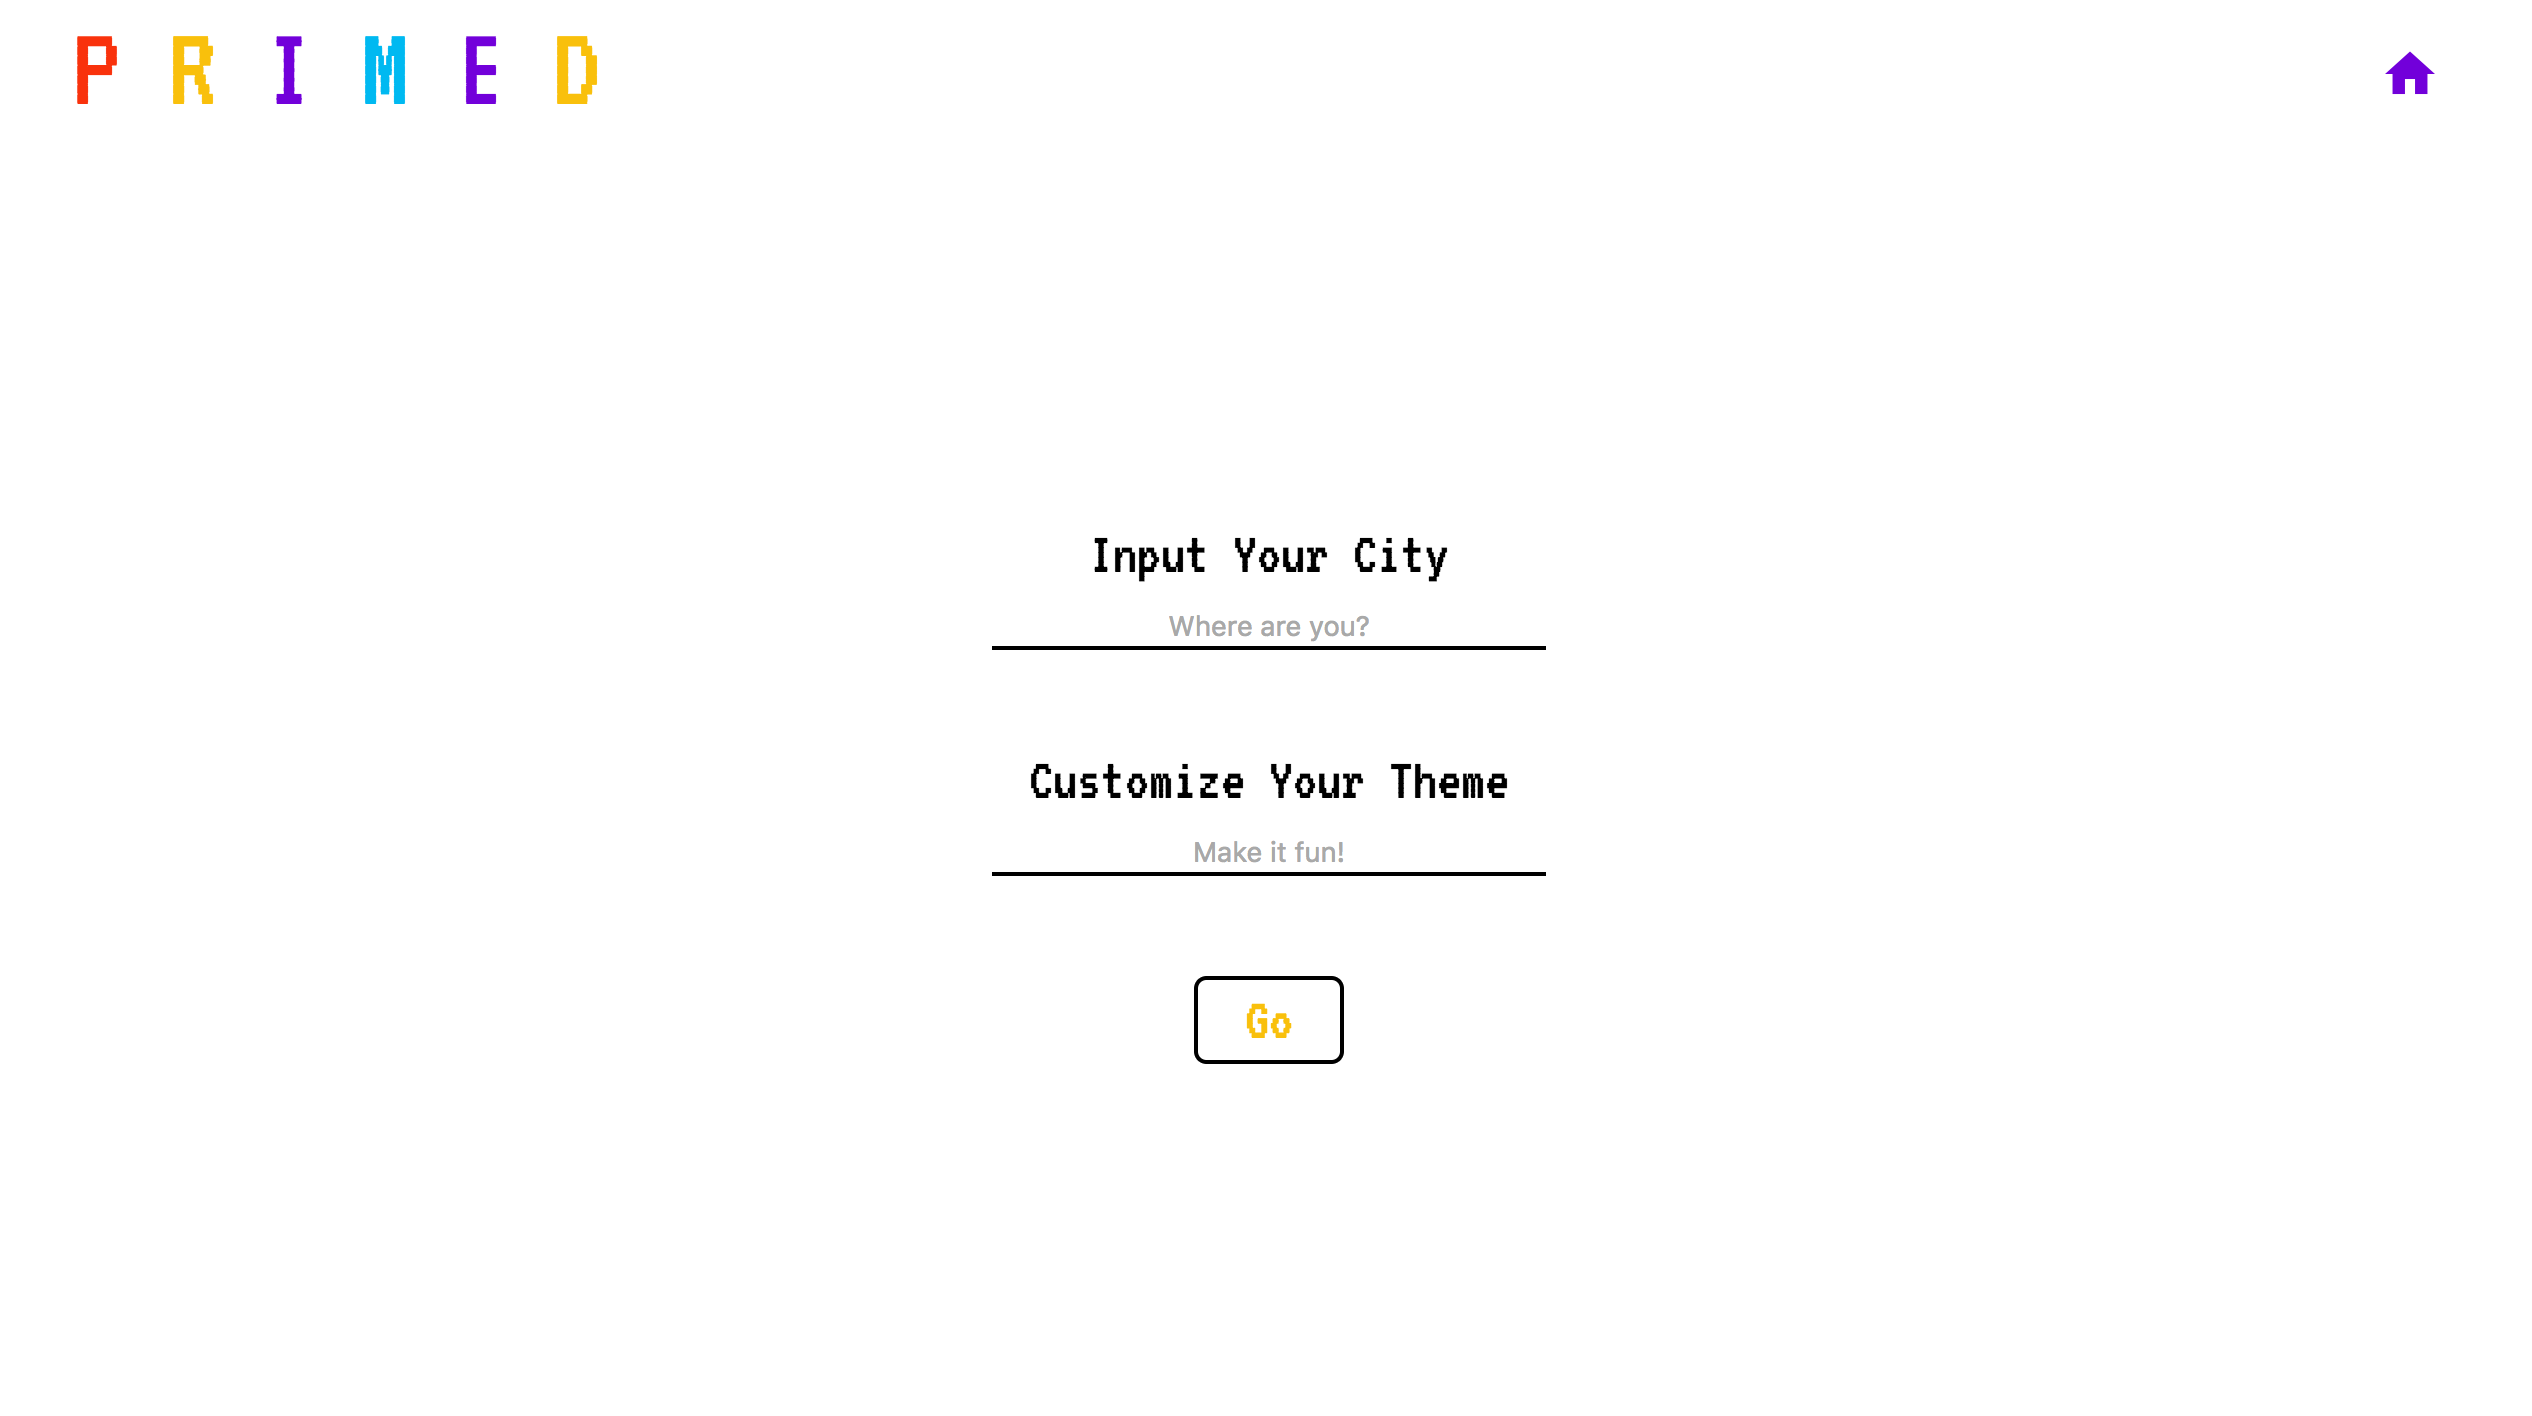 P R I M E D
Input Your City
Where are you?
Customize Your Theme
Make it fun!
Go